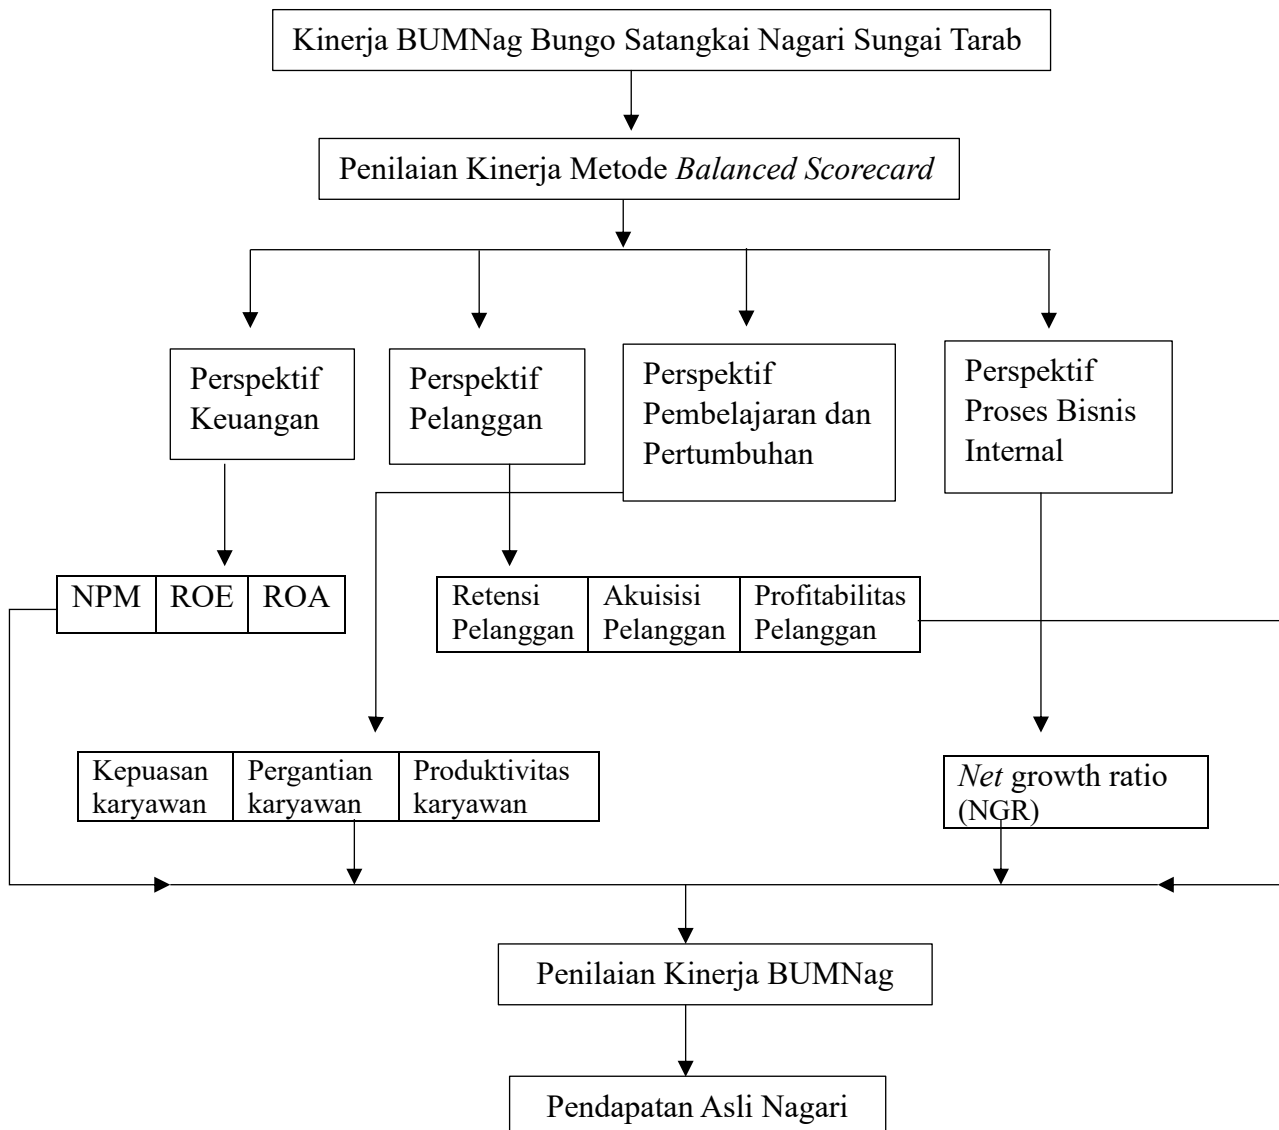 Kinerja BUMNag Bungo Satangkai Nagari Sungai Tarab
Penilaian Kinerja Metode Balanced Scorecard
Perspektif
Keuangan
Perspektif
Pelanggan
Perspektif
Pembelajaran dan
Pertumbuhan
Perspektif
Proses Bisnis
Internal
NPM
ROE
ROA
Retensi
Pelanggan
Akuisisi
Pelanggan
Profitabilitas
Pelanggan
Kepuasan
karyawan
Pergantian
karyawan
Produktivitas
karyawan
Net growth ratio
(NGR)
Penilaian Kinerja BUMNag
Pendapatan Asli Nagari